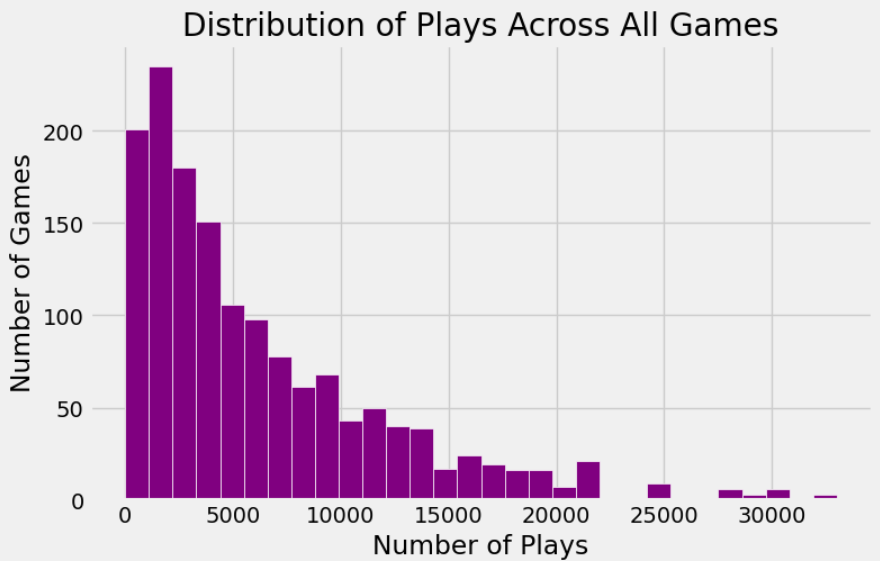 Distribution of Plays Across All Games
Number of Games
200
150
100
50
0
0 5000 10000 15000 20000 25000 30000
Number of Plays